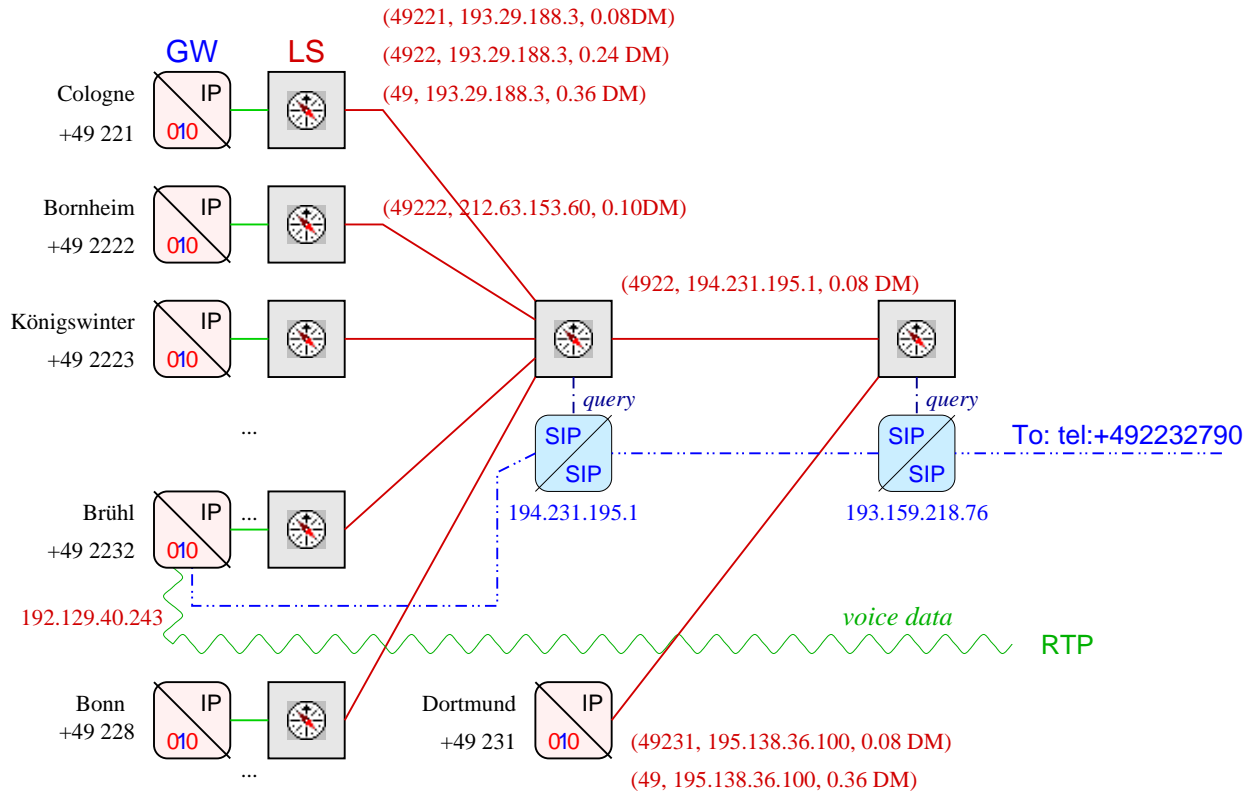 (49221, 193.29.188.3, 0.08DM)
GW
LS
(4922, 193.29.188.3, 0.24 DM)
Cologne
+49 221
IP
010
(49, 193.29.188.3, 0.36 DM)
Bornheim
+49 2222
IP
010
(49222, 212.63.153.60, 0.10DM)
(4922, 194.231.195.1, 0.08 DM)
Königswinter
+49 2223
IP
010
query
query
...
SIP
SIP
SIP
SIP
To: tel:+492232790
194.231.195.1
193.159.218.76
Brühl
+49 2232
IP
010
...
192.129.40.243
voice data
RTP
Bonn
+49 228
IP
010
...
Dortmund
+49 231
IP
010
(49231, 195.138.36.100, 0.08 DM)
(49, 195.138.36.100, 0.36 DM)